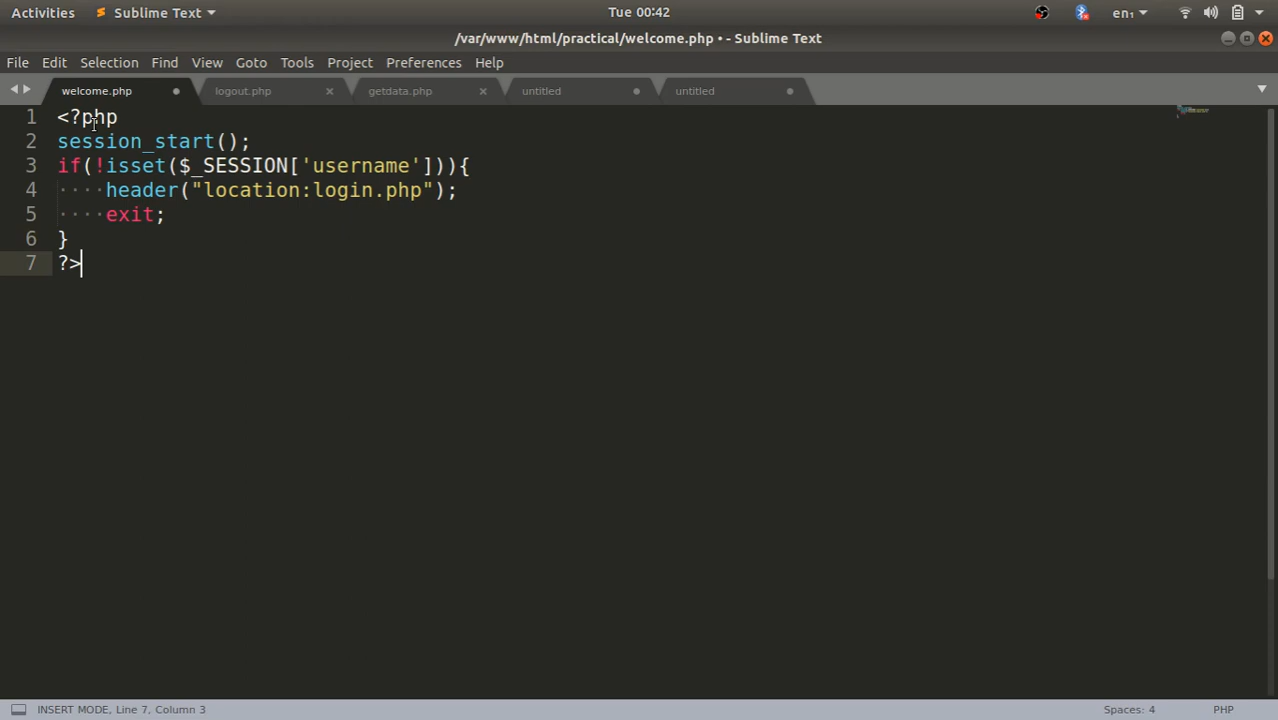 Activities Sublime Text Tue 00:42 en₁
/var/www/html/practical/welcome.php • - Sublime Text
File Edit Selection Find View Goto Tools Project Preferences Help
welcome.php logout.php getdata.php untitled untitled
1 <?php
2 session_start();
3 if(!isset($_SESSION['username'])){
4 ····header("location:login.php");
5 ····exit;
6 }
7 ?>
INSERT MODE, Line 7, Column 3 Spaces: 4 PHP